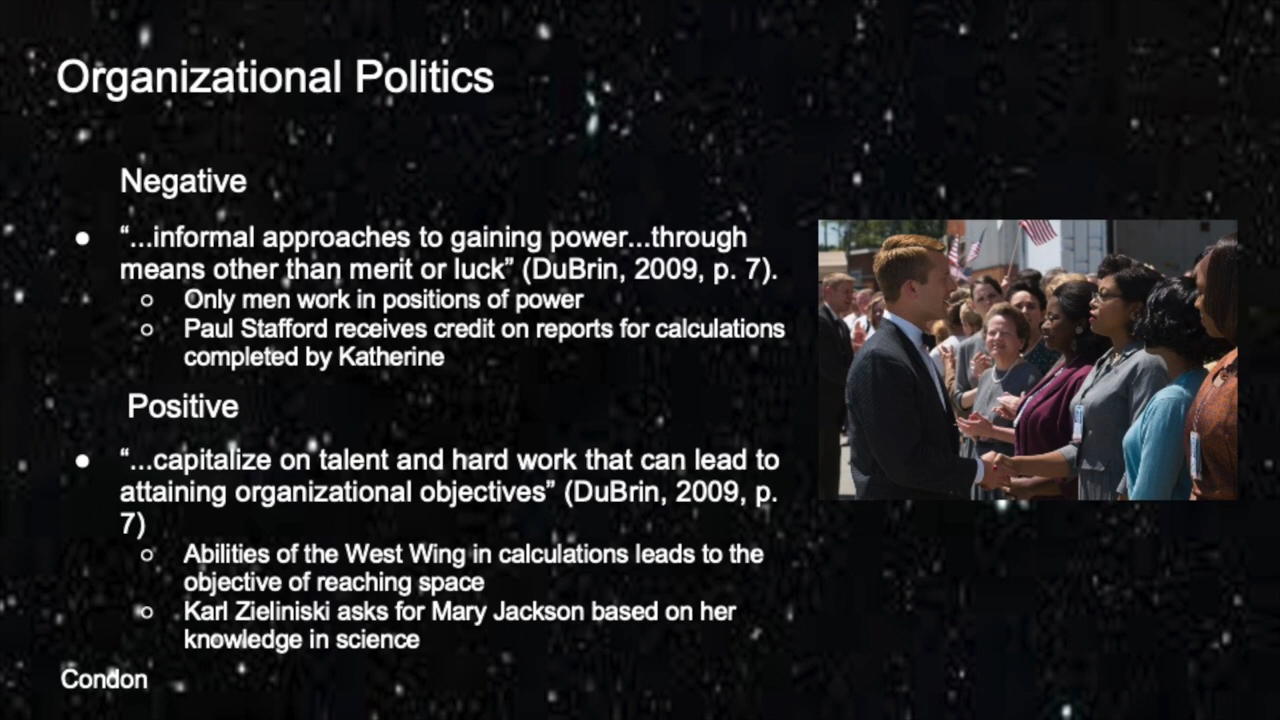 Organizational Politics
Negative
● “...informal approaches to gaining power...through
means other than merit or luck” (DuBrin, 2009, p. 7).
○ Only men work in positions of power
○ Paul Stafford receives credit on reports for calculations
completed by Katherine
Positive
● “...capitalize on talent and hard work that can lead to
attaining organizational objectives” (DuBrin, 2009, p.
7)
○ Abilities of the West Wing in calculations leads to the
objective of reaching space
○ Karl Zieliniski asks for Mary Jackson based on her
knowledge in science
Condon